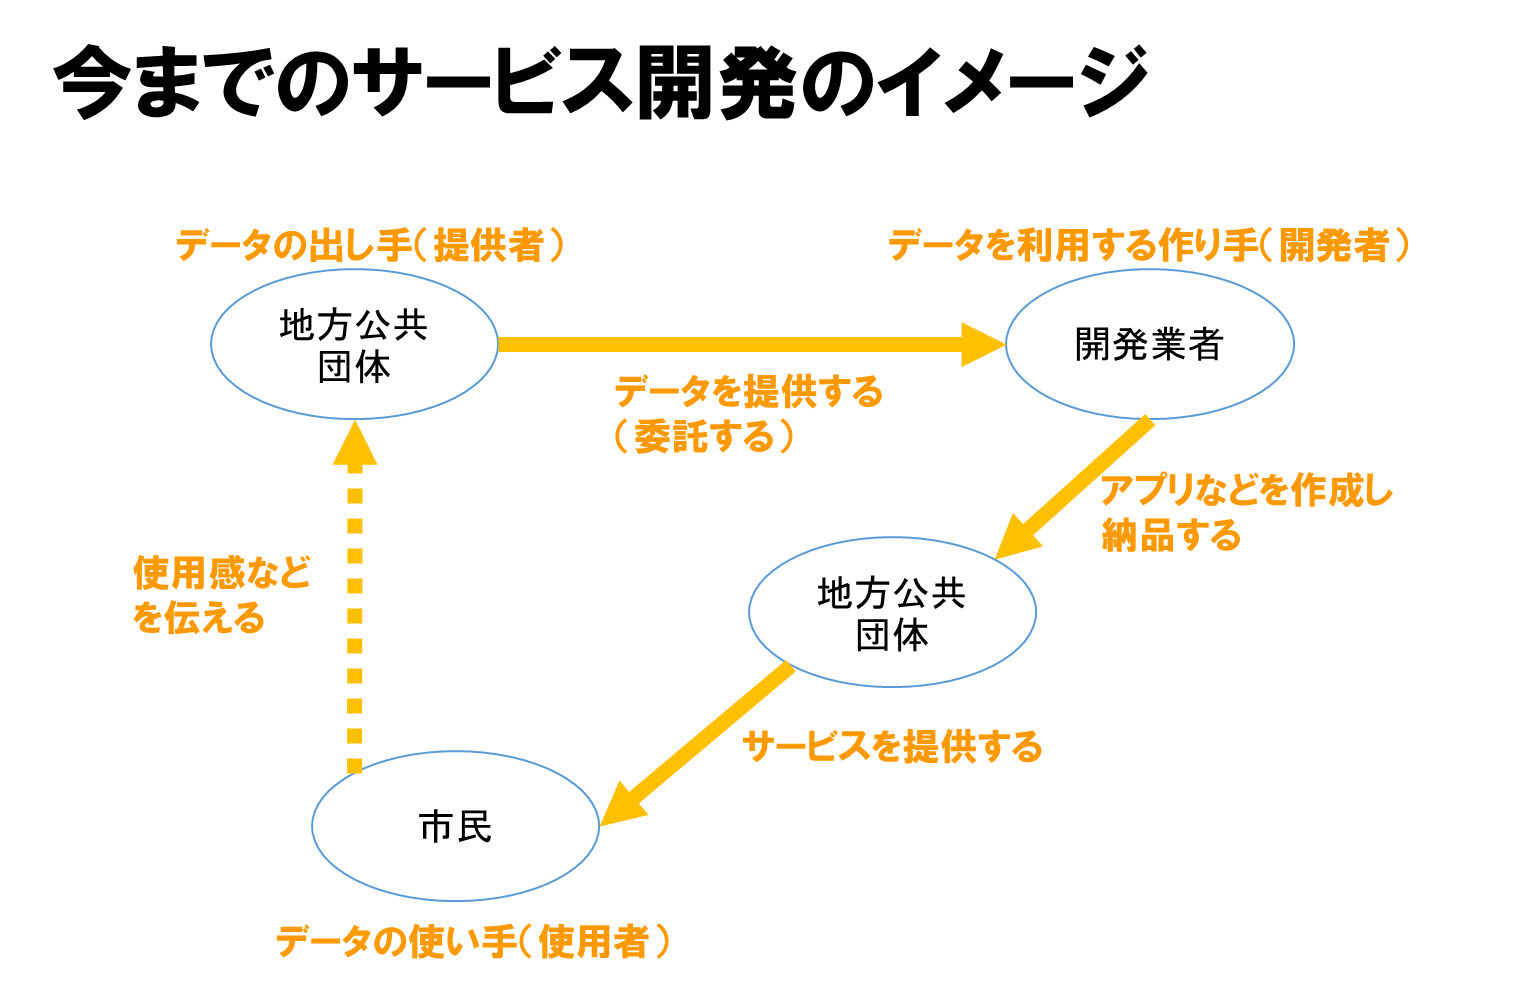 今までのサービス開発のイメージ
データの出し手(提供者)
データを利用する作り手(開発者)
地方公共
団体
開発業者
データを提供する
(委託する)
アプリなどを作成し
納品する
使用感など
を伝える
地方公共
団体
サービスを提供する
市民
データの使い手(使用者)